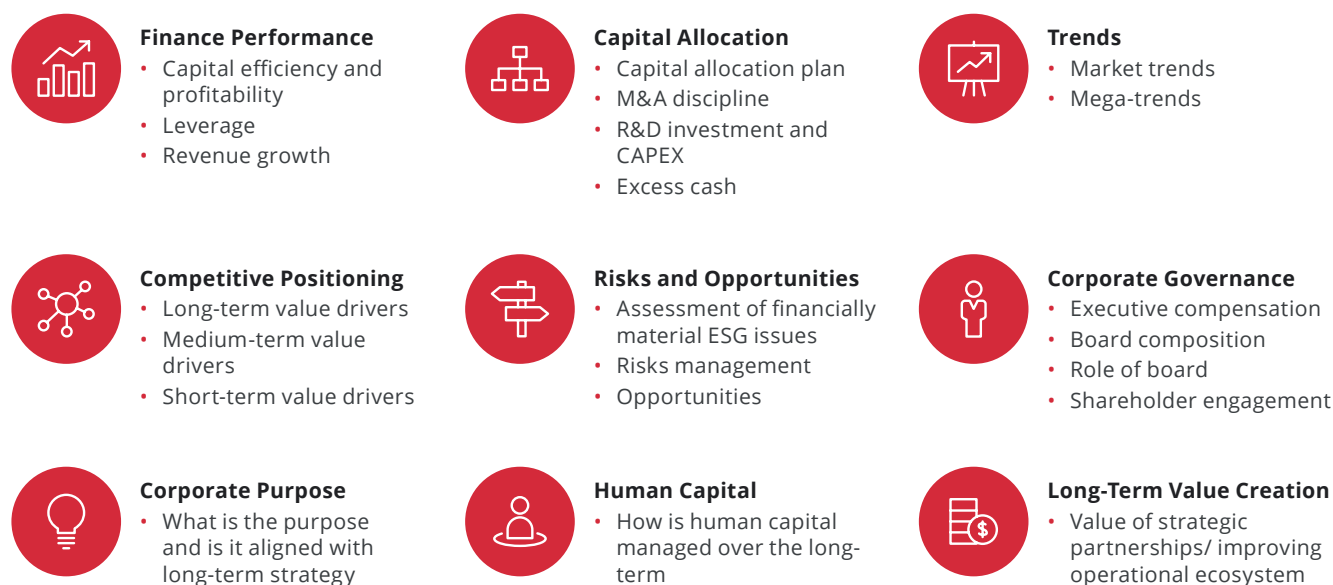 Finance Performance
• Capital efficiency and
profitability
• Leverage
• Revenue growth
Capital Allocation
• Capital allocation plan
• M&A discipline
• R&D investment and
CAPEX
• Excess cash
Trends
• Market trends
• Mega-trends
Competitive Positioning
• Long-term value drivers
• Medium-term value
drivers
• Short-term value drivers
Risks and Opportunities
• Assessment of financially
material ESG issues
• Risks management
• Opportunities
Corporate Governance
• Executive compensation
• Board composition
• Role of board
• Shareholder engagement
Corporate Purpose
• What is the purpose
and is it aligned with
long-term strategy
Human Capital
• How is human capital
managed over the long-
term
$
Long-Term Value Creation
• Value of strategic
partnerships/ improving
operational ecosystem